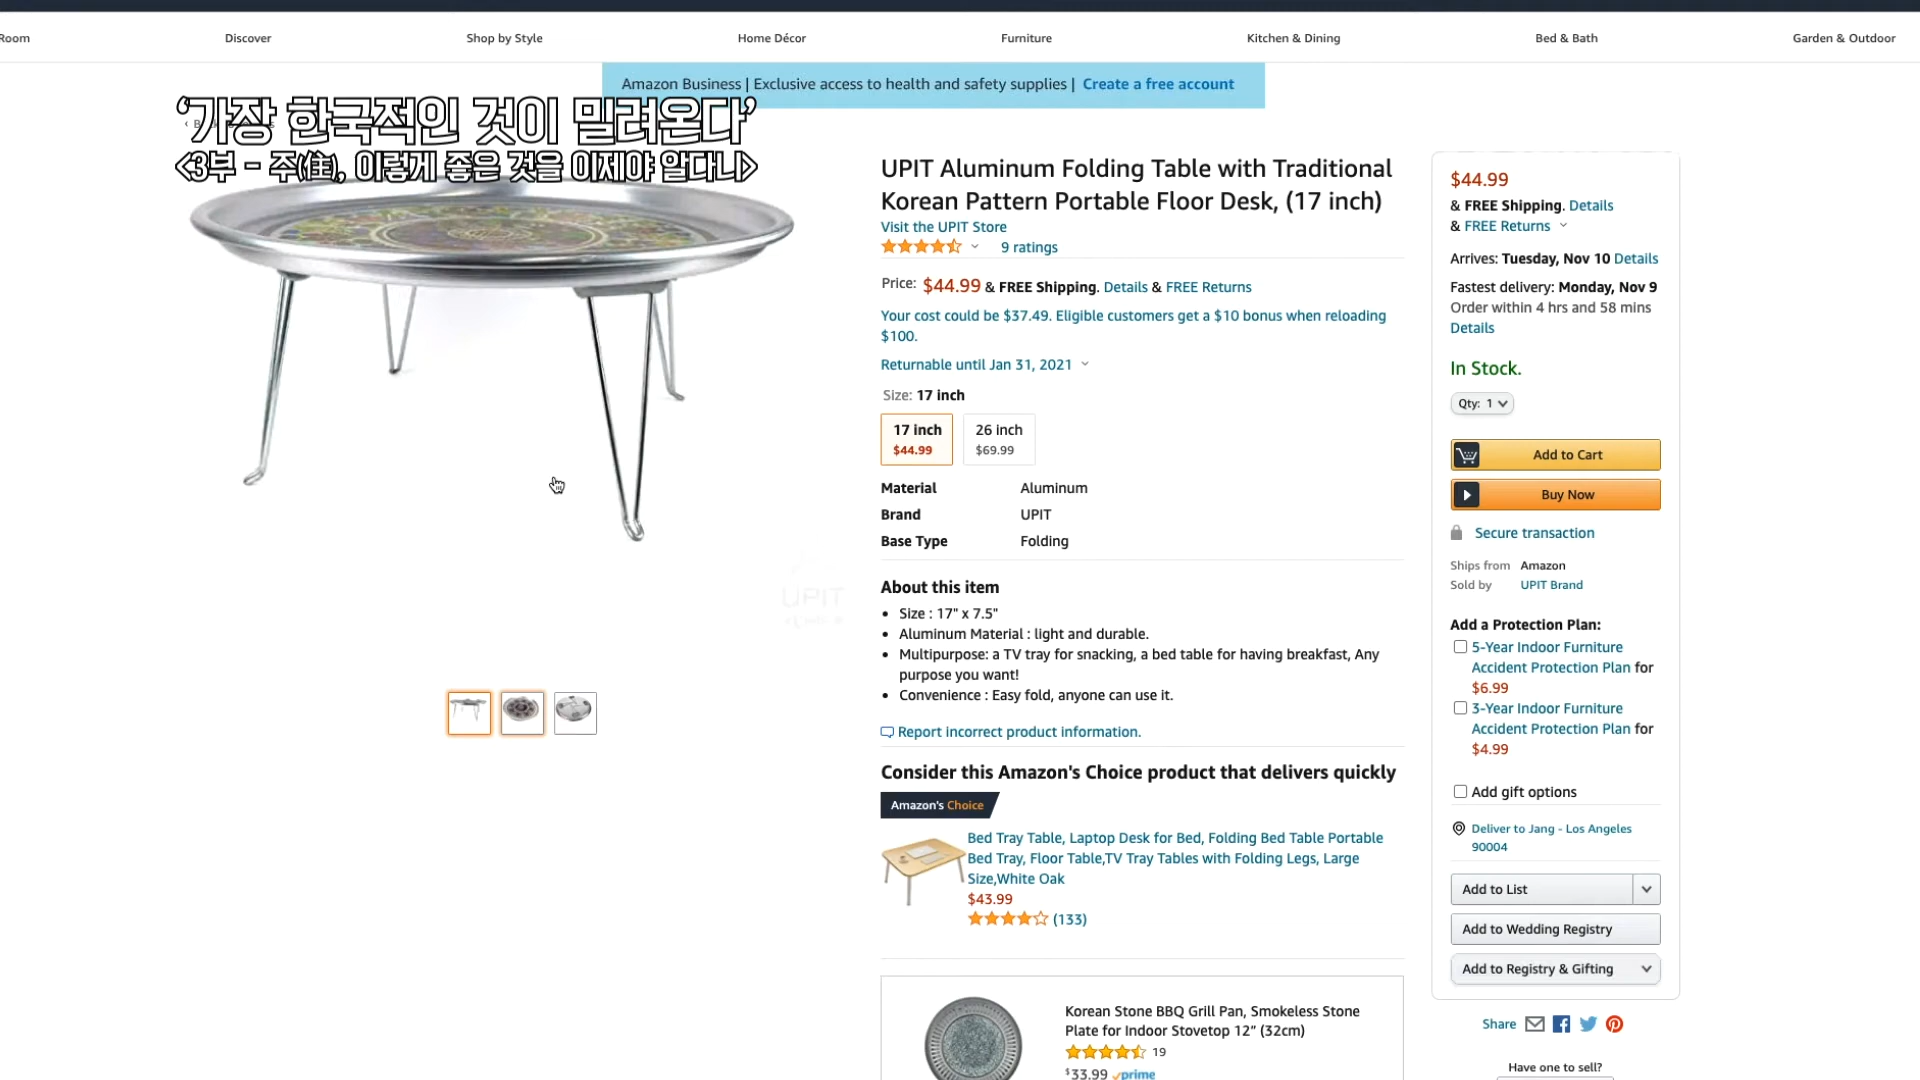 Room
Discover
Shop by Style
Home Décor
Furniture
Kitchen & Dining
Bed & Bath
Garden & Outdoor
Amazon Business | Exclusive access to health and safety supplies | Create a free account
‘가장 한국적인 것이 밀려온다’
<3부 - 주(住), 이렇게 좋은 것을 이제야 알다니>
UPIT Aluminum Folding Table with Traditional
Korean Pattern Portable Floor Desk, (17 inch)
Visit the UPIT Store
9 ratings
Price: $44.99 & FREE Shipping. Details & FREE Returns
Your cost could be $37.49. Eligible customers get a $10 bonus when reloading
$100.
Returnable until Jan 31, 2021
Size: 17 inch
17 inch
$44.99
26 inch
$69.99
Material Aluminum
Brand UPIT
Base Type Folding
UPIT
About this item
• Size : 17" x 7.5"
• Aluminum Material : light and durable.
• Multipurpose: a TV tray for snacking, a bed table for having breakfast, Any
purpose you want!
• Convenience : Easy fold, anyone can use it.
Report incorrect product information.
Consider this Amazon's Choice product that delivers quickly
Amazon's Choice
Bed Tray Table, Laptop Desk for Bed, Folding Bed Table Portable
Bed Tray, Floor Table,TV Tray Tables with Folding Legs, Large
Size,White Oak
$43.99
(133)
Korean Stone BBQ Grill Pan, Smokeless Stone
Plate for Indoor Stovetop 12” (32cm)
19
$33.99 prime
$44.99
& FREE Shipping. Details
& FREE Returns
Arrives: Tuesday, Nov 10 Details
Fastest delivery: Monday, Nov 9
Order within 4 hrs and 58 mins
Details
In Stock.
Qty: 1
Add to Cart
Buy Now
Secure transaction
Ships from Amazon
Sold by UPIT Brand
Add a Protection Plan:
5-Year Indoor Furniture
Accident Protection Plan for
$6.99
3-Year Indoor Furniture
Accident Protection Plan for
$4.99
Add gift options
Deliver to Jang - Los Angeles
90004
Add to List
Add to Wedding Registry
Add to Registry & Gifting
Share
Have one to sell?